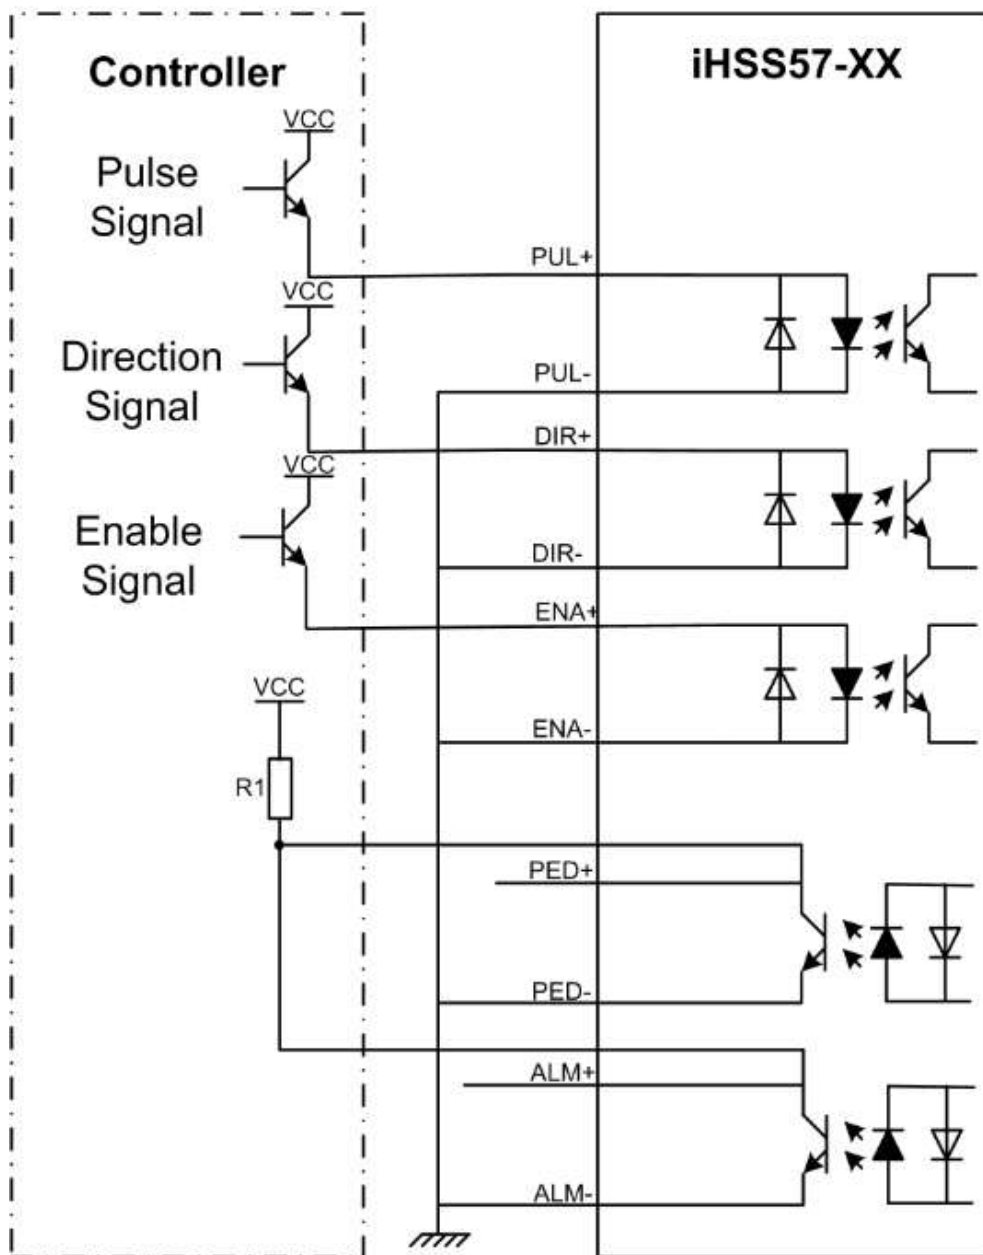 Controller
iHSS57-XX
VCC
Pulse
Signal
PUL+
VCC
Direction
Signal
PUL-
DIR+
VCC
Enable
Signal
DIR-
ENA+
VCC
ENA-
R1
PED+
PED-
ALM+
ALM-